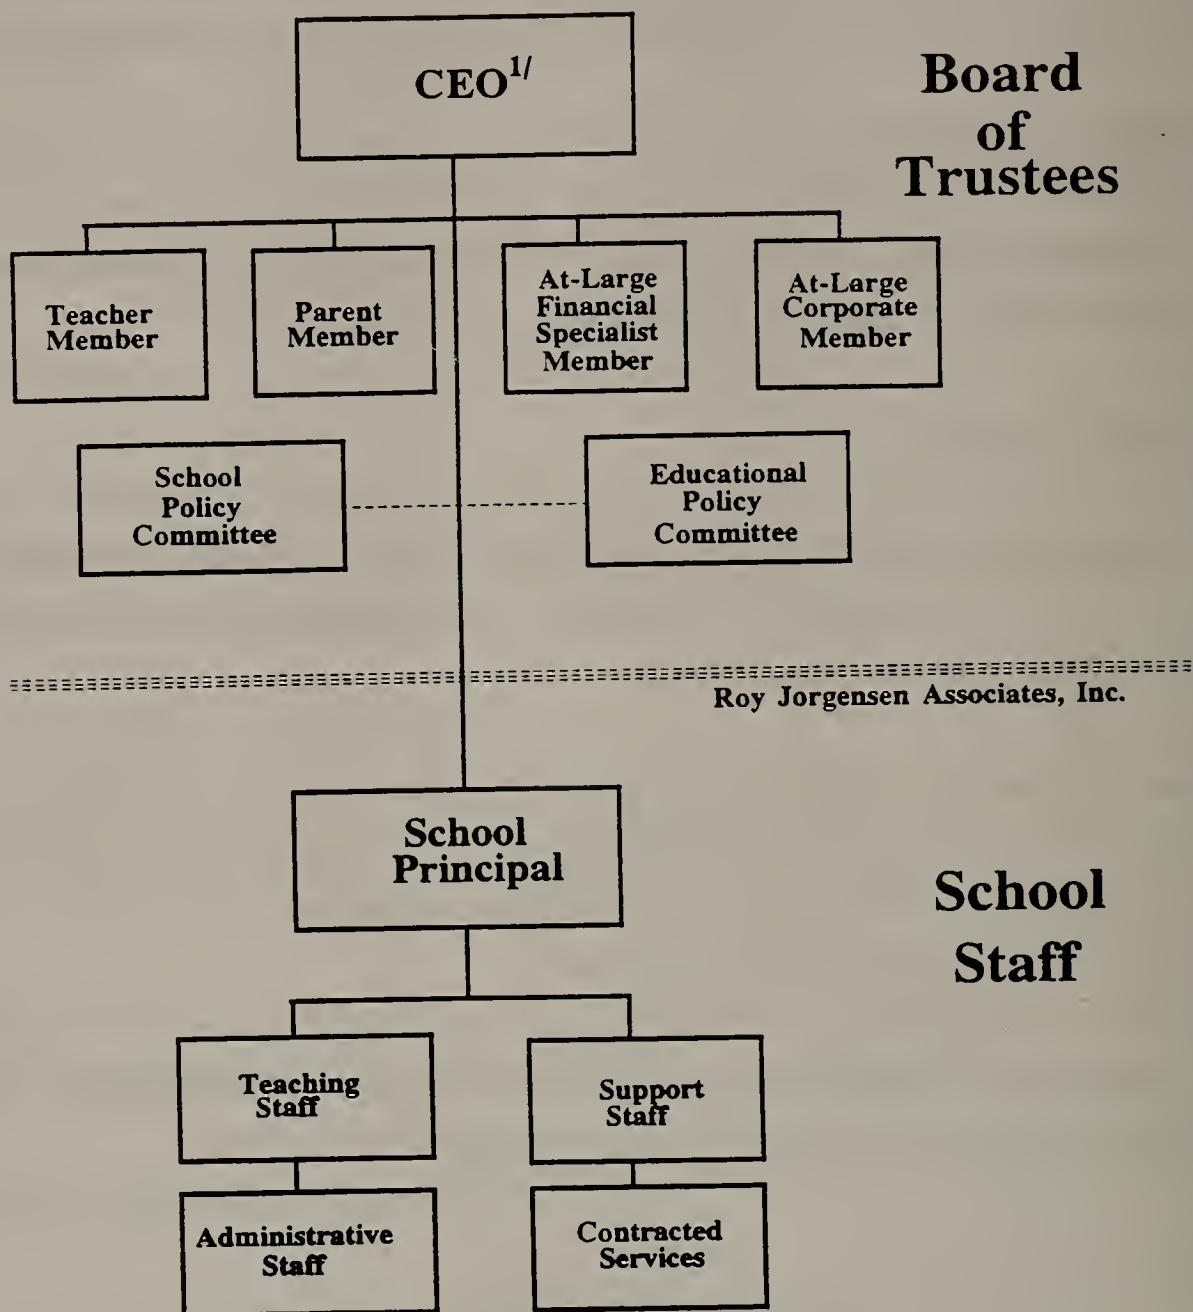 CEO1/
Board
of
Trustees
Teacher
Member
Parent
Member
At-Large
Financial
Specialist
Member
At-Large
Corporate
Member
School
Policy
Committee
Educational
Policy
Committee
Roy Jorgensen Associates, Inc.
School
Principal
School
Staff
Teaching
Staff
Support
Staff
Administrative
Staff
Contracted
Services